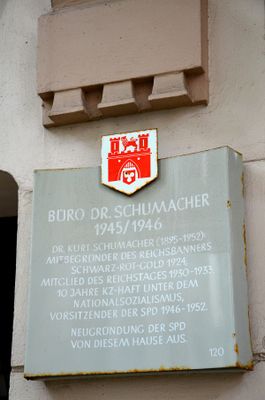 BÜRO DR. SCHUMACHER
1945/1946
DR. KURT SCHUMACHER (1895-1952):
MITBEGRÜNDER DES REICHSBANNERS
SCHWARZ-ROT-GOLD 1924,
MITGLIED DES REICHSTAGES 1930-1933.
10 JAHRE KZ-HAFT UNTER DEM
NATIONALSOZIALISMUS,
VORSITZENDER DER SPD 1946-1952.
NEUGRÜNDUNG DER SPD
VON DIESEM HAUSE AUS.
120